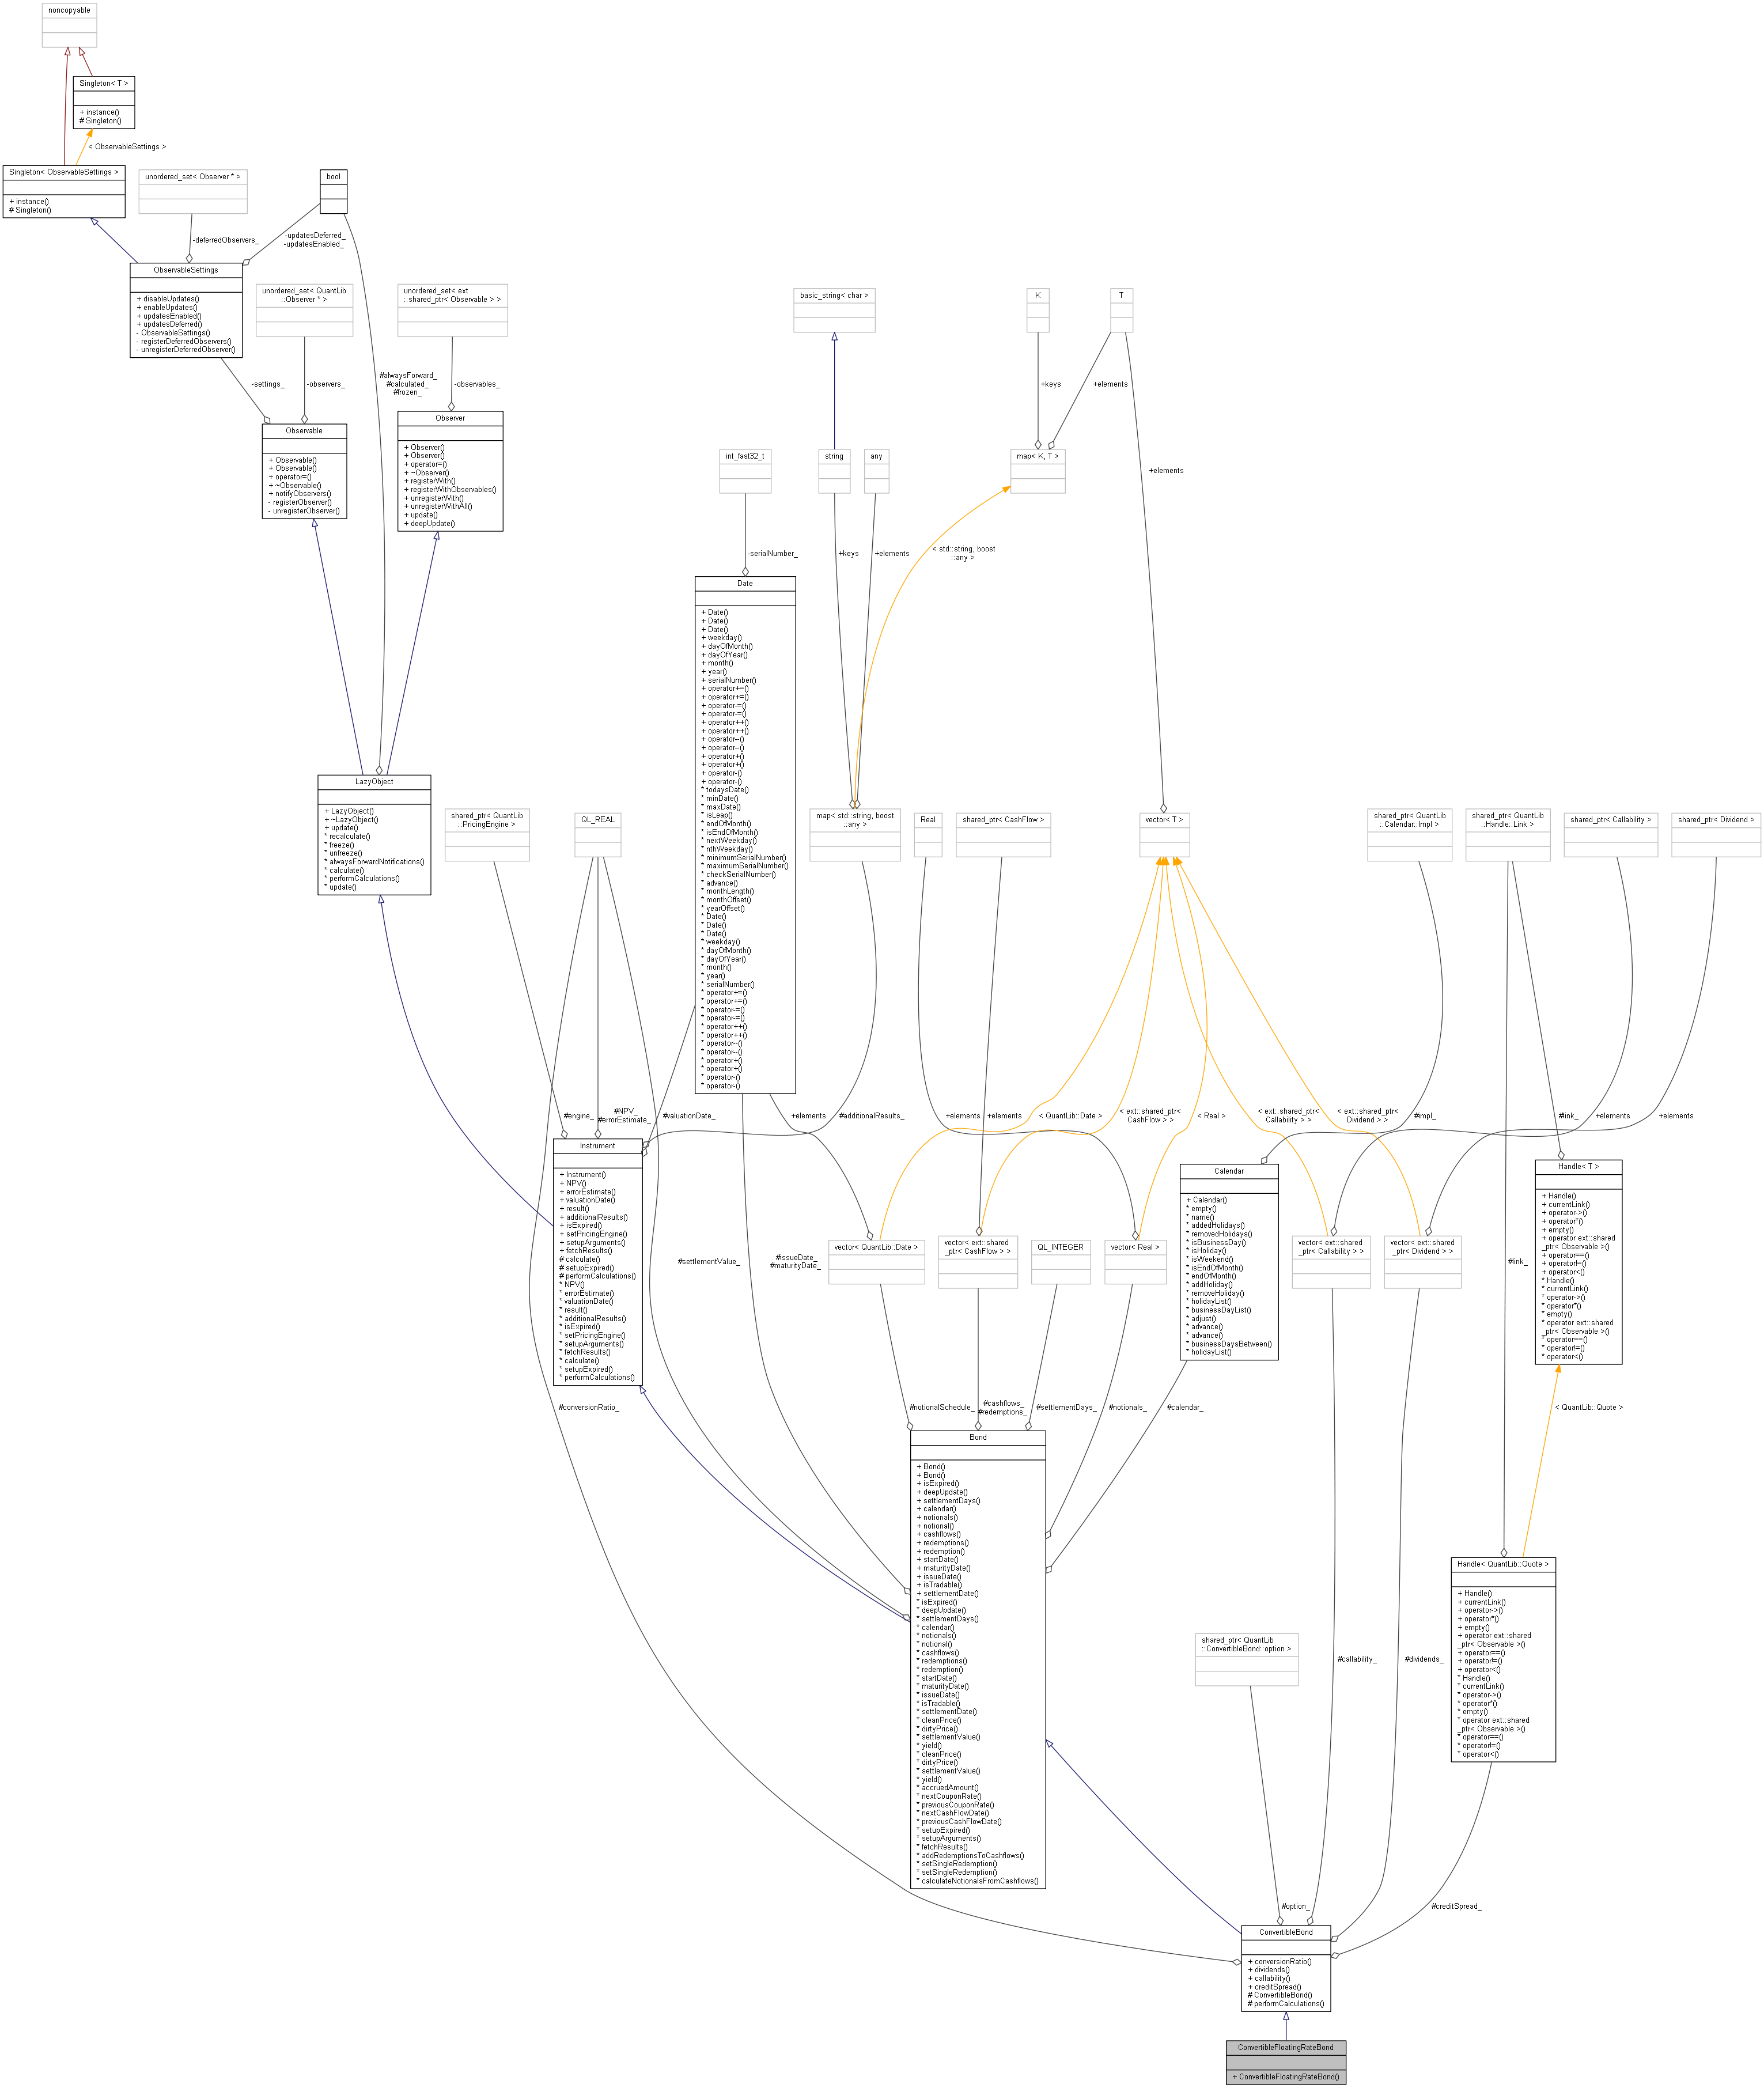 noncopyable
Singleton< T >
+ instance()
# Singleton()
< ObservableSettings >
Singleton< ObservableSettings >
+ instance()
# Singleton()
unordered_set< Observer * >
bool
-deferredObservers_
-updatesDeferred_
-updatesEnabled_
ObservableSettings
+ disableUpdates()
+ enableUpdates()
+ updatesEnabled()
+ updatesDeferred()
- ObservableSettings()
- registerDeferredObservers()
- unregisterDeferredObserver()
unordered_set< QuantLib
::Observer * >
unordered_set< ext
::shared_ptr< Observable > >
basic_string< char >
K
T
-settings_
-observers_
#alwaysForward_
#calculated_
#frozen_
-observables_
+keys
+elements
Observable
+ Observable()
+ Observable()
+ operator=()
+ ~Observable()
+ notifyObservers()
- registerObserver()
- unregisterObserver()
Observer
+ Observer()
+ Observer()
+ operator=()
+ ~Observer()
+ registerWith()
+ registerWithObservables()
+ unregisterWith()
+ unregisterWithAll()
+ update()
+ deepUpdate()
int_fast32_t
string
any
map< K, T >
+elements
-serialNumber_
+keys
+elements
< std::string, boost
::any >
Date
+ Date()
+ Date()
+ Date()
+ weekday()
+ dayOfMonth()
+ dayOfYear()
+ month()
+ year()
+ serialNumber()
+ operator+=()
+ operator+=()
+ operator-=()
+ operator-=()
+ operator++()
+ operator++()
+ operator--()
+ operator--()
+ operator+()
+ operator+()
+ operator-()
+ operator-()
* todaysDate()
* minDate()
* maxDate()
* isLeap()
* endOfMonth()
* isEndOfMonth()
* nextWeekday()
* nthWeekday()
* minimumSerialNumber()
* maximumSerialNumber()
* checkSerialNumber()
* advance()
* monthLength()
* monthOffset()
* yearOffset()
* Date()
* Date()
* Date()
* weekday()
* dayOfMonth()
* dayOfYear()
* month()
* year()
* serialNumber()
* operator+=()
* operator+=()
* operator-=()
* operator-=()
* operator++()
* operator++()
* operator--()
* operator--()
* operator+()
* operator+()
* operator-()
* operator-()
LazyObject
+ LazyObject()
+ ~LazyObject()
+ update()
* recalculate()
* freeze()
* unfreeze()
* alwaysForwardNotifications()
* calculate()
* performCalculations()
* update()
shared_ptr< QuantLib
::PricingEngine >
QL_REAL
map< std::string, boost
::any >
Real
shared_ptr< CashFlow >
vector< T >
shared_ptr< QuantLib
::Calendar::Impl >
shared_ptr< QuantLib
::Handle::Link >
shared_ptr< Callability >
shared_ptr< Dividend >
#engine_
#NPV_
#errorEstimate_
#valuationDate_
+elements
#additionalResults_
+elements
+elements
< QuantLib::Date >
< ext::shared_ptr<
CashFlow > >
< Real >
< ext::shared_ptr<
Callability > >
< ext::shared_ptr<
Dividend > >
#impl_
#link_
+elements
+elements
Instrument
+ Instrument()
+ NPV()
+ errorEstimate()
+ valuationDate()
+ result()
+ additionalResults()
+ isExpired()
+ setPricingEngine()
+ setupArguments()
+ fetchResults()
# calculate()
# setupExpired()
# performCalculations()
* NPV()
* errorEstimate()
* valuationDate()
* result()
* additionalResults()
* isExpired()
* setPricingEngine()
* setupArguments()
* fetchResults()
* calculate()
* setupExpired()
* performCalculations()
Calendar
+ Calendar()
* empty()
* name()
* addedHolidays()
* removedHolidays()
* isBusinessDay()
* isHoliday()
* isWeekend()
* isEndOfMonth()
* endOfMonth()
* addHoliday()
* removeHoliday()
* holidayList()
* businessDayList()
* adjust()
* advance()
* advance()
* businessDaysBetween()
* holidayList()
Handle< T >
+ Handle()
+ currentLink()
+ operator->()
+ operator*()
+ empty()
+ operator ext::shared
_ptr< Observable >()
+ operator==()
+ operator!=()
+ operator<()
* Handle()
* currentLink()
* operator->()
* operator*()
* empty()
* operator ext::shared
_ptr< Observable >()
* operator==()
* operator!=()
* operator<()
#settlementValue_
#issueDate_
#maturityDate_
vector< QuantLib::Date >
vector< ext::shared
_ptr< CashFlow > >
QL_INTEGER
vector< Real >
vector< ext::shared
_ptr< Callability > >
vector< ext::shared
_ptr< Dividend > >
#link_
#conversionRatio_
#notionalSchedule_
#cashflows_
#redemptions_
#settlementDays_
#notionals_
#calendar_
< QuantLib::Quote >
Bond
+ Bond()
+ Bond()
+ isExpired()
+ deepUpdate()
+ settlementDays()
+ calendar()
+ notionals()
+ notional()
+ cashflows()
+ redemptions()
+ redemption()
+ startDate()
+ maturityDate()
+ issueDate()
+ isTradable()
+ settlementDate()
* isExpired()
* deepUpdate()
* settlementDays()
* calendar()
* notionals()
* notional()
* cashflows()
* redemptions()
* redemption()
* startDate()
* maturityDate()
* issueDate()
* isTradable()
* settlementDate()
* cleanPrice()
* dirtyPrice()
* settlementValue()
* yield()
* cleanPrice()
* dirtyPrice()
* settlementValue()
* yield()
* accruedAmount()
* nextCouponRate()
* previousCouponRate()
* nextCashFlowDate()
* previousCashFlowDate()
* setupExpired()
* setupArguments()
* fetchResults()
* addRedemptionsToCashflows()
* setSingleRedemption()
* setSingleRedemption()
* calculateNotionalsFromCashflows()
Handle< QuantLib::Quote >
+ Handle()
+ currentLink()
+ operator->()
+ operator*()
+ empty()
+ operator ext::shared
_ptr< Observable >()
+ operator==()
+ operator!=()
+ operator<()
* Handle()
* currentLink()
* operator->()
* operator*()
* empty()
* operator ext::shared
_ptr< Observable >()
* operator==()
* operator!=()
* operator<()
shared_ptr< QuantLib
::ConvertibleBond::option >
#callability_
#dividends_
#option_
#creditSpread_
ConvertibleBond
+ conversionRatio()
+ dividends()
+ callability()
+ creditSpread()
# ConvertibleBond()
# performCalculations()
ConvertibleFloatingRateBond
+ ConvertibleFloatingRateBond()